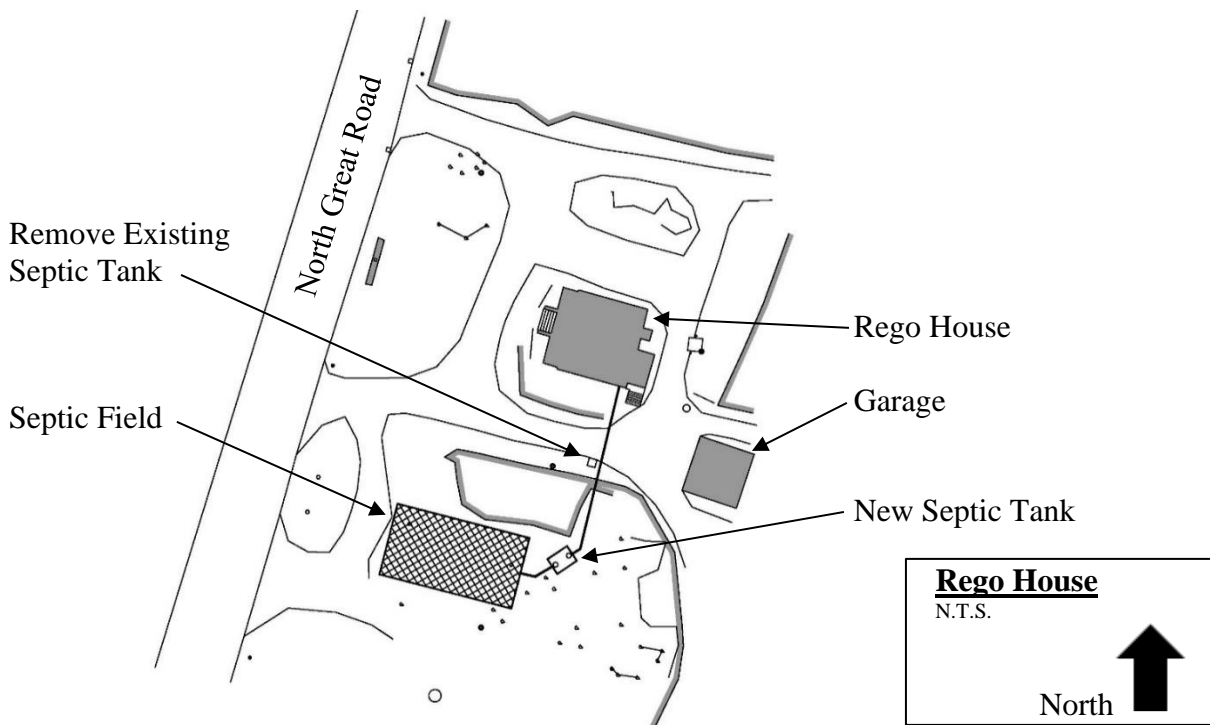 North Great Road
Remove Existing
Septic Tank
Rego House
Septic Field
Garage
New Septic Tank
Rego House
N.T.S.
North